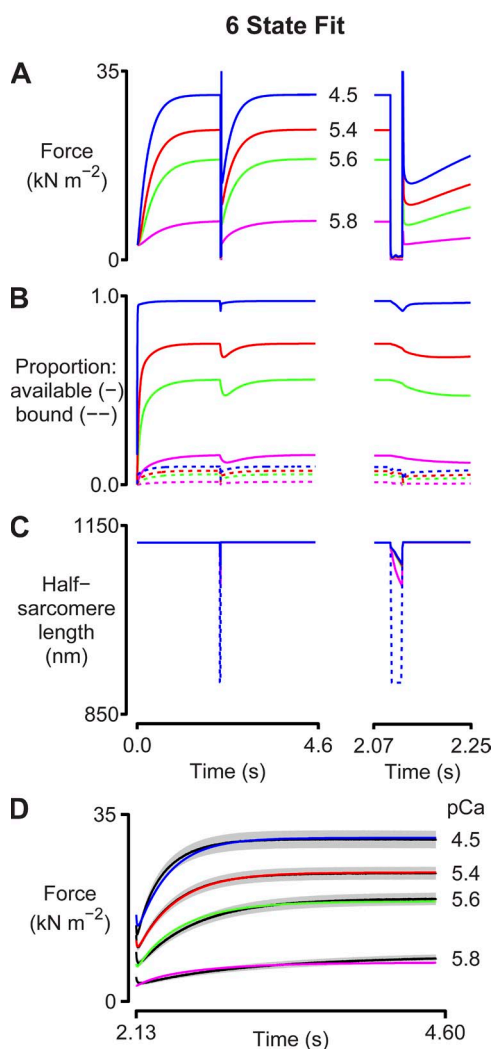 6 State Fit
A
35
Force
(kN m−2)
0
4.5
5.4
5.6
5.8
B
1.0
Proportion:
available (−)
bound (−−)
0.0
C
1150
Half−
sarcomere
length
(nm)
850
0.0 4.6 2.07 2.25
Time (s) Time (s)
D
35
pCa
Force
(kN m−2)
4.5
5.4
5.6
5.8
0
2.13 4.60
Time (s)